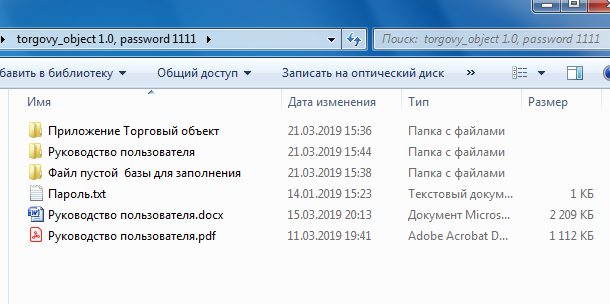 torgovy_object 1.0, password 1111
Поиск: torgovy_object 1.0, password 1111
обавить в библиотеку Общий доступ Записать на оптический диск »
Имя Дата изменения Тип Размер
Приложение Торговый объект 21.03.2019 15:36 Папка с файлами
Руководство пользователя 21.03.2019 15:44 Папка с файлами
Файл пустой базы для заполнения 21.03.2019 15:38 Папка с файлами
Пароль.txt 14.01.2019 15:23 Текстовый докум... 1 КБ
Руководство пользователя.docx 15.03.2019 20:13 Документ Micros... 2 209 КБ
Руководство пользователя.pdf 11.03.2019 19:41 Adobe Acrobat D... 1 112 КБ